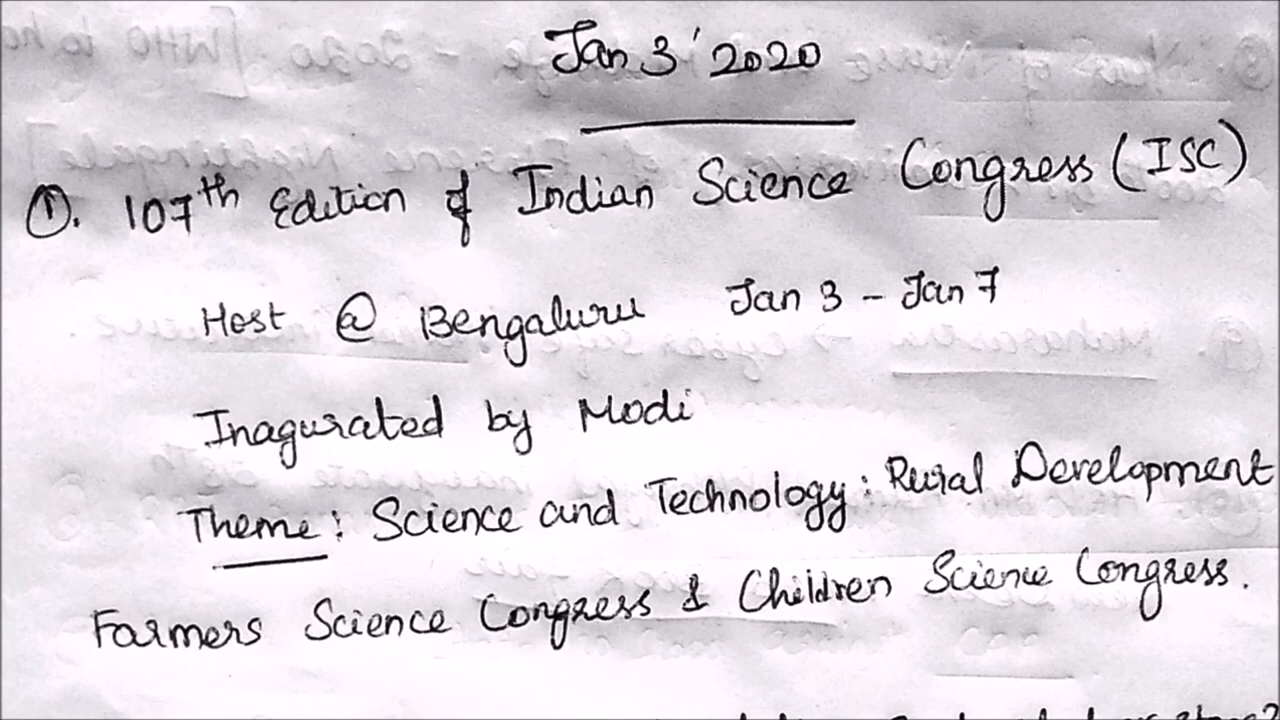 Jan 3' 2020
①. 107th Edition of Indian Science Congress (ISC)
Host @ Bengaluru Jan 3 - Jan 7
Inagurated by Modi
Theme: Science and Technology: Rural Development
Farmers Science Congress & Children Science Congress.